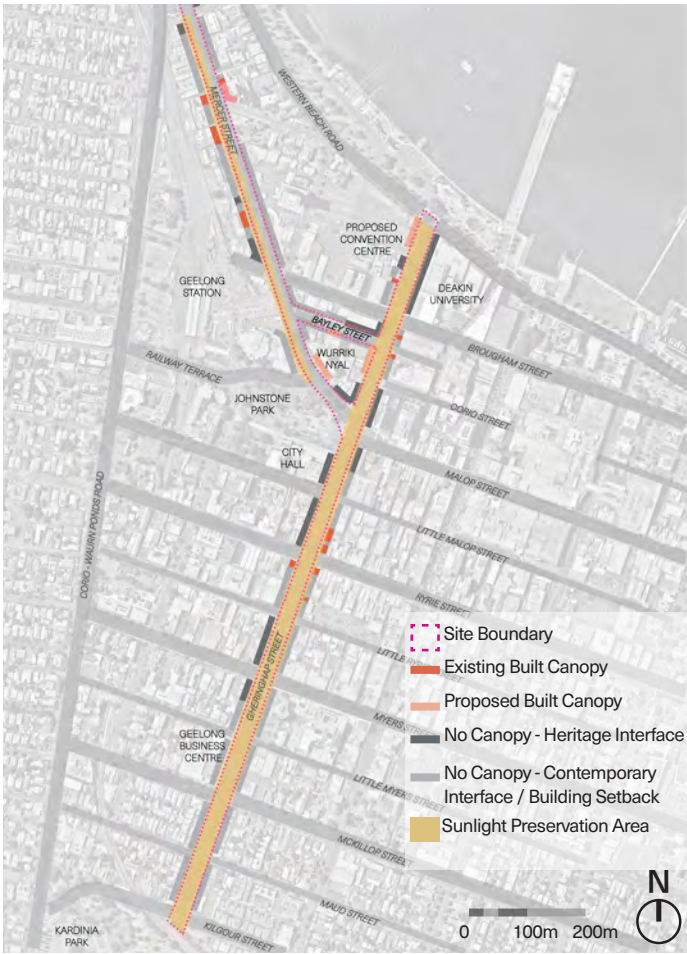 MERCER STREET
WESTERN BEACH ROAD
PROPOSED
CONVENTION
CENTRE
GEELONG
STATION
DEAKIN
UNIVERSITY
BAYLEY STEET
WURRIKI
NYAL
BROUGHAM STREET
RAILWAY TERRACE
JOHNSTONE
PARK
CORIO STREET
CITY
HALL
MALOP STREET
CORIO - WAURN PONDS ROAD
LITTLE MALOP STREET
RYRIE STREET
GHERINGHAP STREET
LITTLE RYRIE STREET
MYERS STREET
GEELONG
BUSINESS
CENTRE
LITTLE MYERS STREET
MCKILLOP STREET
MAUD STREET
KARDINIA
PARK
KILGOUR STREET
Site Boundary
Existing Built Canopy
Proposed Built Canopy
No Canopy - Heritage Interface
No Canopy - Contemporary
Interface / Building Setback
Sunlight Preservation Area
N
0 100m 200m